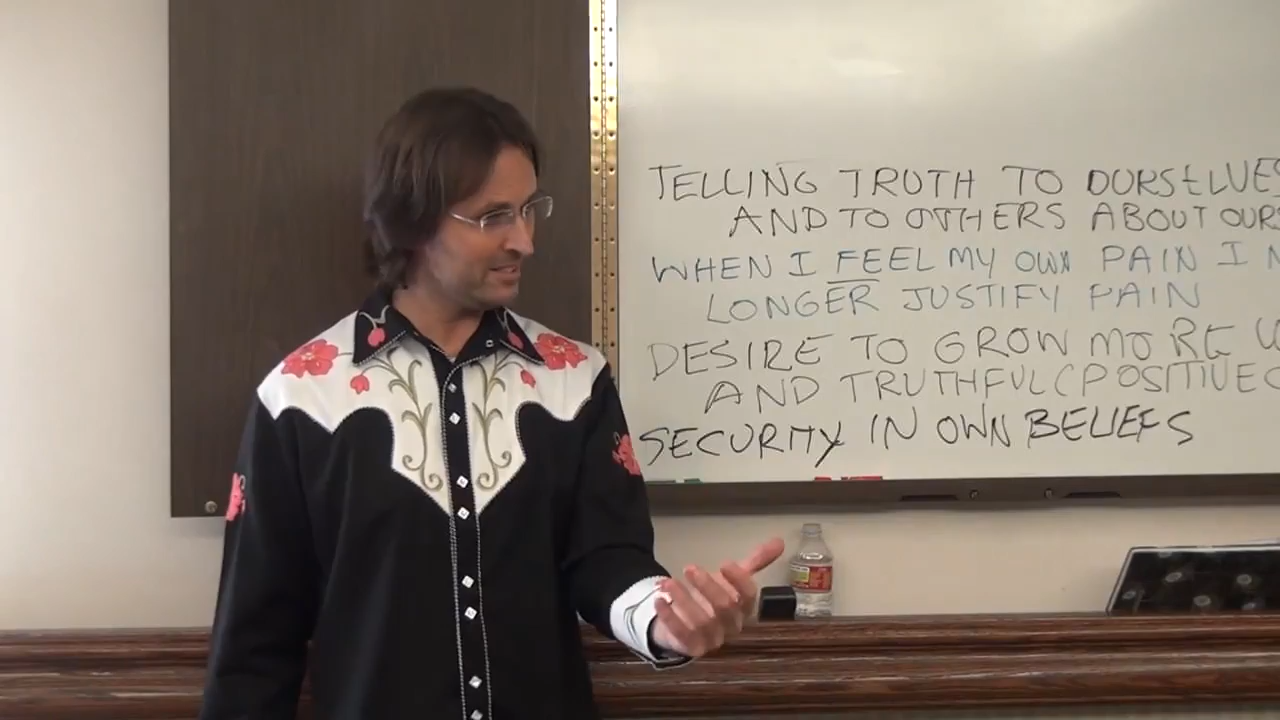 TELLING TRUTH TO OURSELVES
AND TO OTHERS ABOUT OUR
WHEN I FEEL MY OWN PAIN I
LONGER JUSTIFY PAIN
DESIRE TO GROW MORE
AND TRUTHFUL (POSITIVE
SECURITY IN OWN BELIEFS